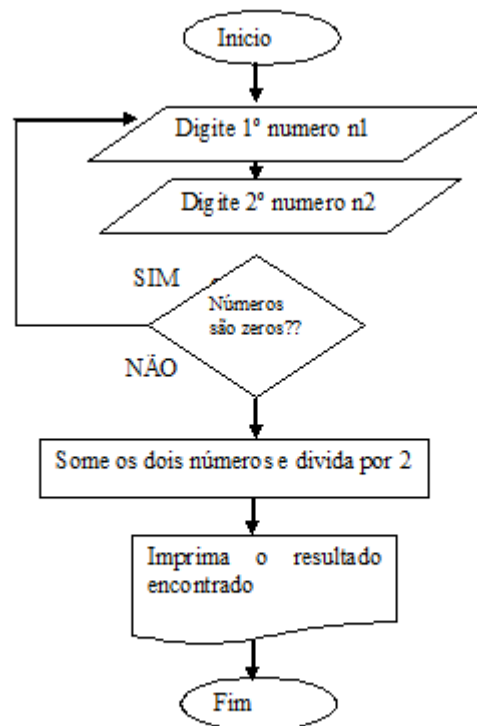 Inicio
Digite 1º numero n1
Digite 2º numero n2
SIM
Números
são zeros??
NÃO
Some os dois números e divida por 2
Imprima o resultado
encontrado
Fim